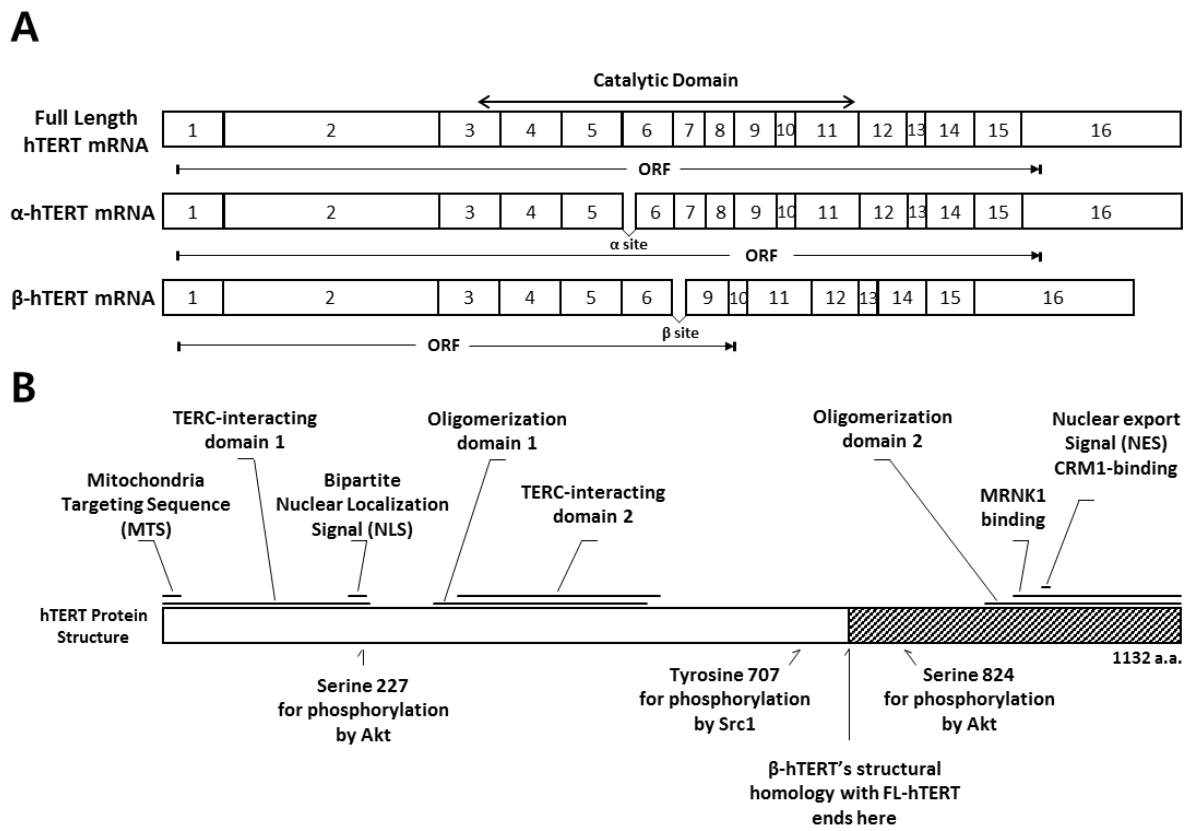 A
Catalytic Domain
Full Length
hTERT mRNA
1 2 3 4 5 6 7 8 9 10 11 12 13 14 15 16
ORF
α-hTERT mRNA
1 2 3 4 5 6 7 8 9 10 11 12 13 14 15 16
α site
ORF
β-hTERT mRNA
1 2 3 4 5 6 9 10 11 12 13 14 15 16
β site
ORF
B
TERC-interacting
domain 1
Oligomerization
domain 1
Oligomerization
domain 2
Nuclear export
Signal (NES)
CRM1-binding
Mitochondria
Targeting Sequence
(MTS)
Bipartite
Nuclear Localization
Signal (NLS)
TERC-interacting
domain 2
MRNK1
binding
hTERT Protein
Structure
1132 a.a.
Serine 227
for phosphorylation
by Akt
Tyrosine 707
for phosphorylation
by Src1
Serine 824
for phosphorylation
by Akt
β-hTERT’s structural
homology with FL-hTERT
ends here